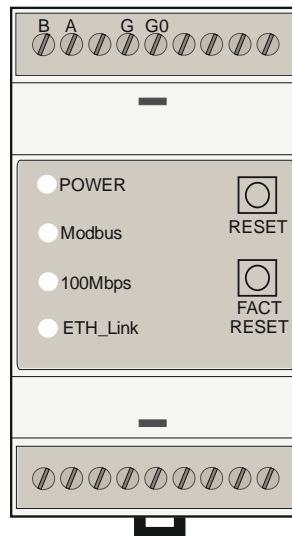 B A G G0
POWER
RESET
Modbus
100Mbps
FACT
RESET
ETH_Link